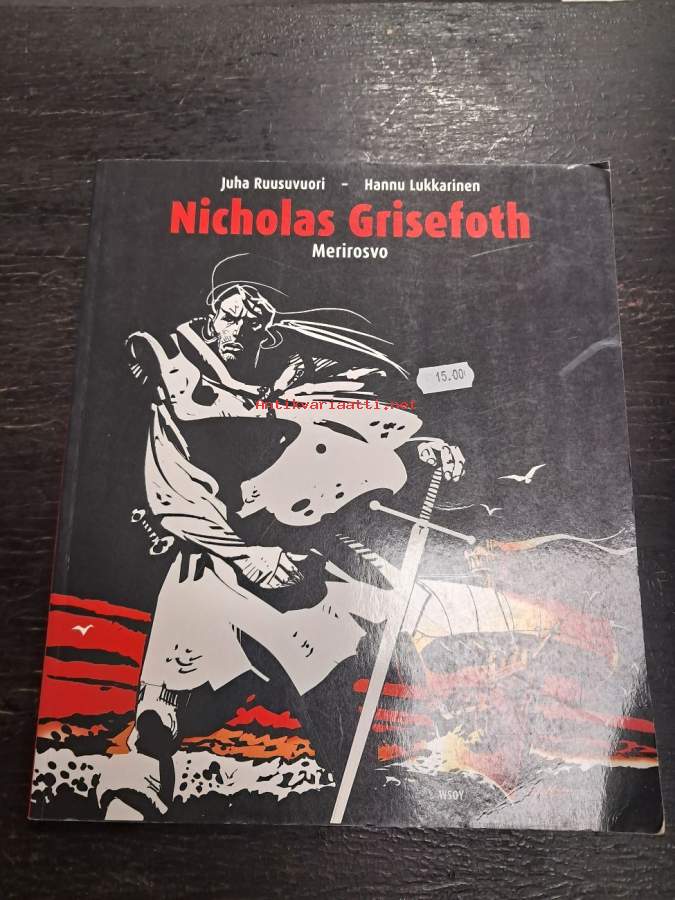 Juha Ruusuvuori - Hannu Lukkarinen
Nicholas Grisefoth
Merirosvo
15.00
Antikvariaatti.net
WSOY